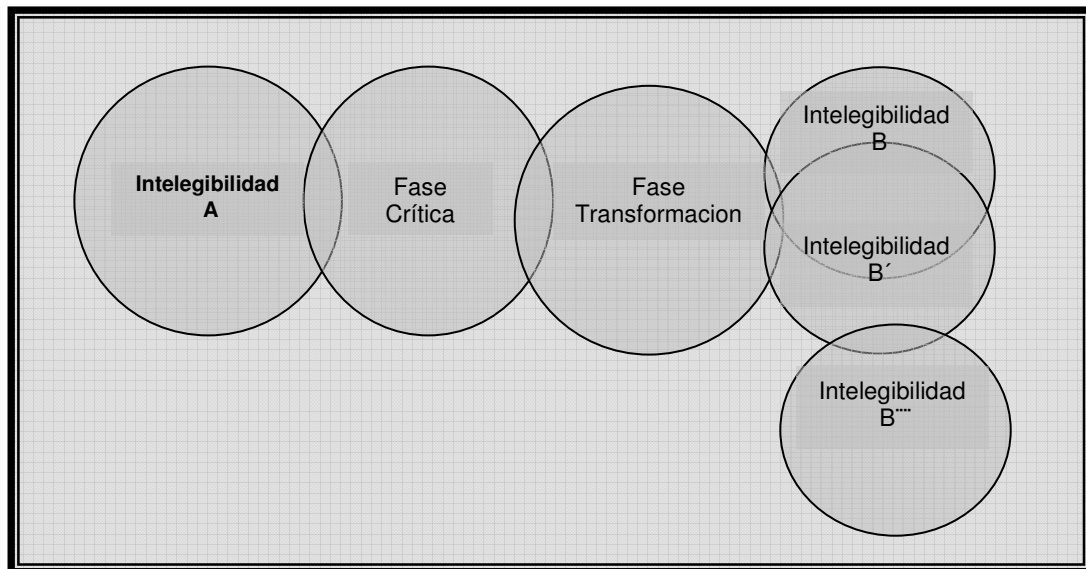 Intelegibilidad
A
Fase
Crítica
Fase
Transformacion
Intelegibilidad
B
Intelegibilidad
B´
Intelegibilidad
B¨¨